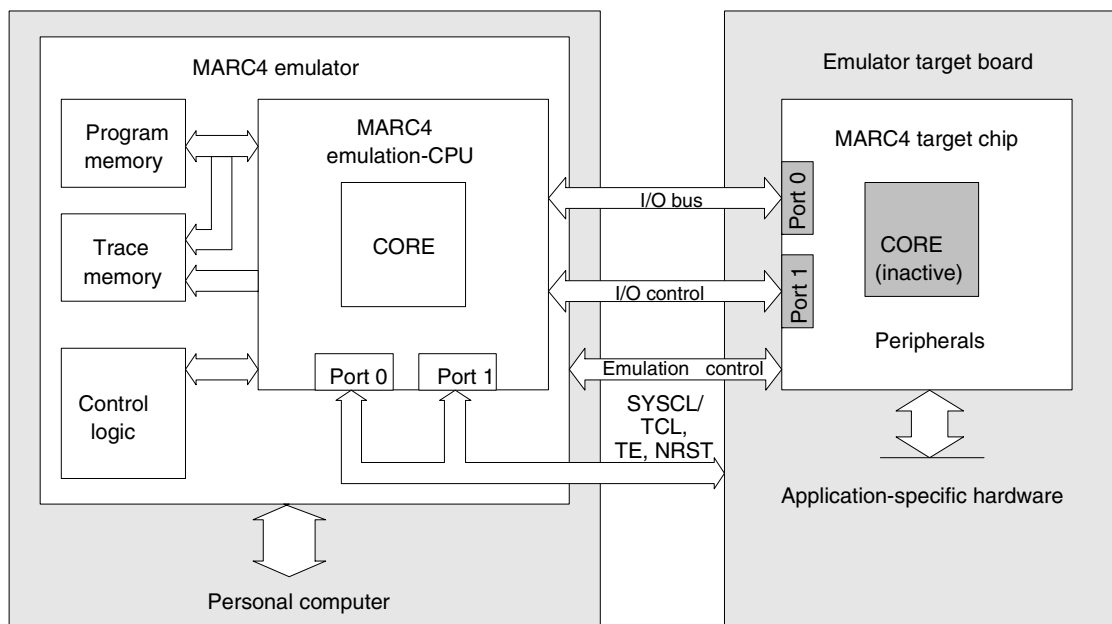 MARC4 emulator
Program
memory
Trace
memory
Control
logic
MARC4
emulation-CPU
CORE
Port 0
Port 1
Personal computer
I/O bus
I/O control
Emulation control
SYSCL/
TCL,
TE, NRST
Emulator target board
MARC4 target chip
Port 0
Port 1
CORE
(inactive)
Peripherals
Application-specific hardware